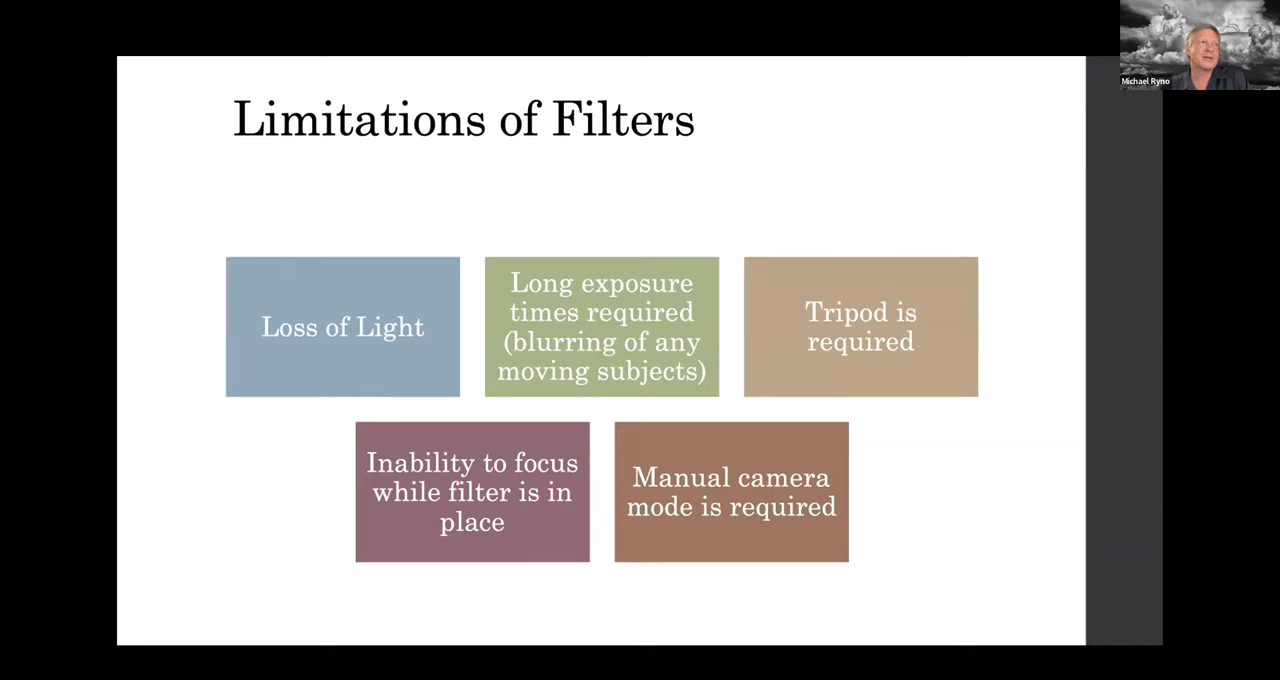 Michael Ryno
Limitations of Filters
Loss of Light
Long exposure
times required
(blurring of any
moving subjects)
Tripod is
required
Inability to focus
while filter is in
place
Manual camera
mode is required